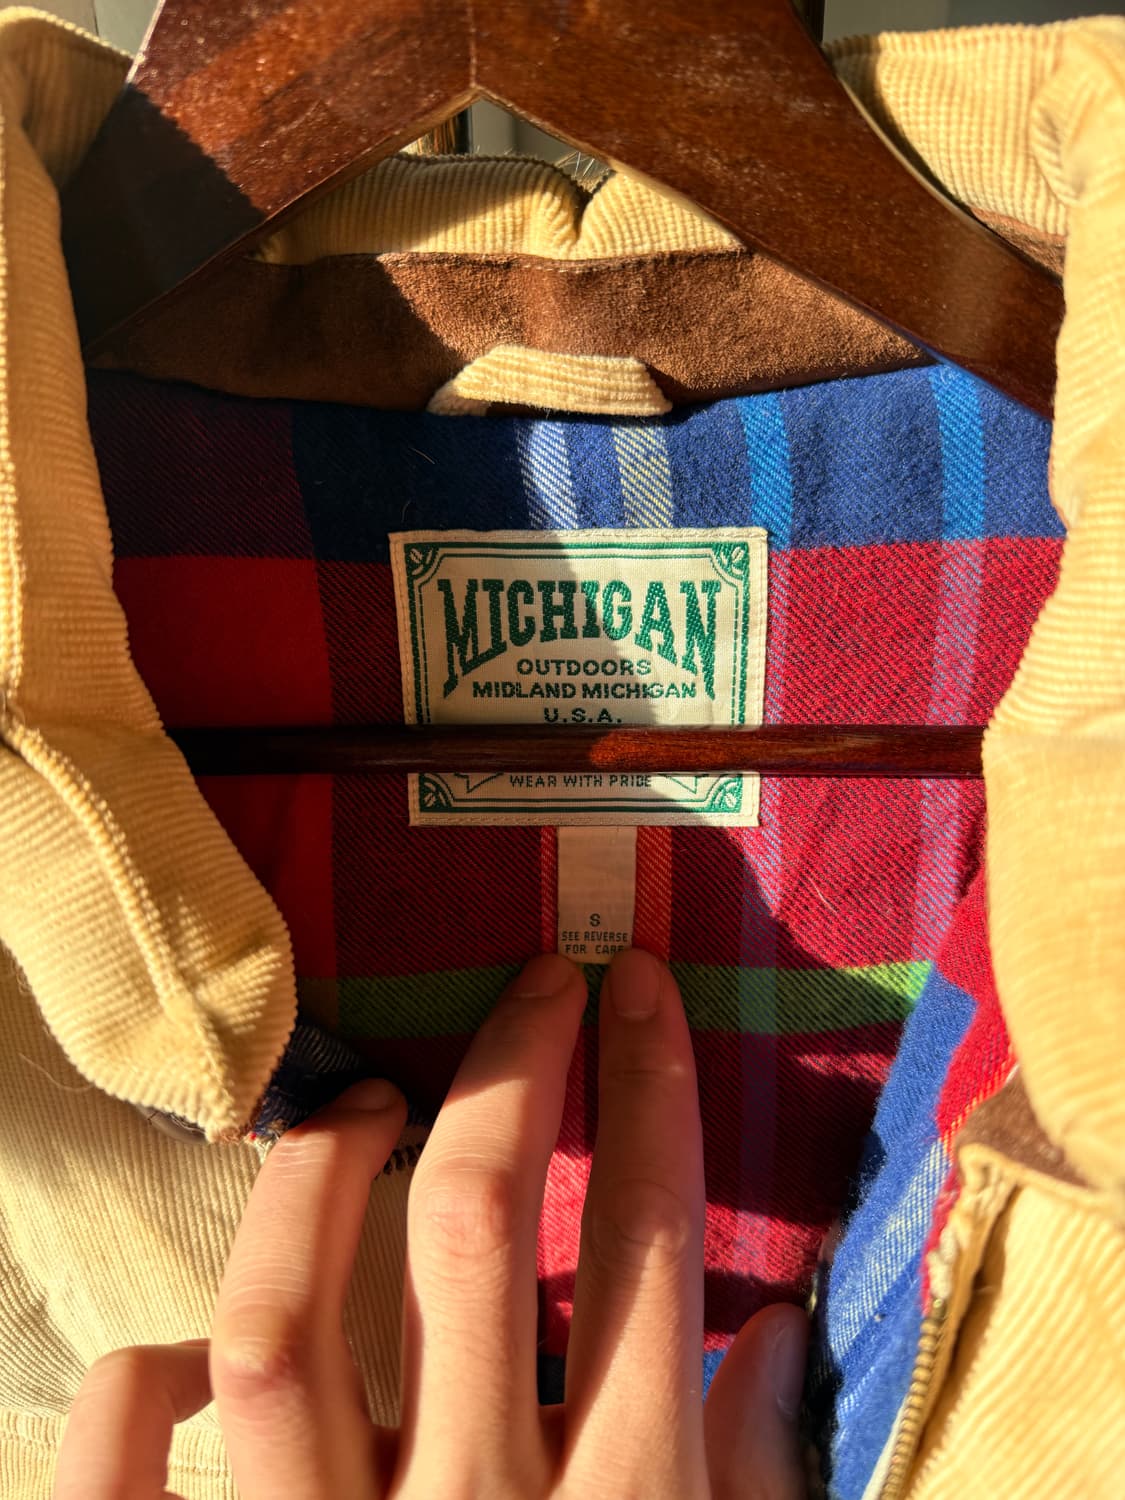 MICHIGAN
OUTDOORS
MIDLAND MICHIGAN
U.S.A.
WEAR WITH PRIDE
S
SEE REVERSE
FOR CARE